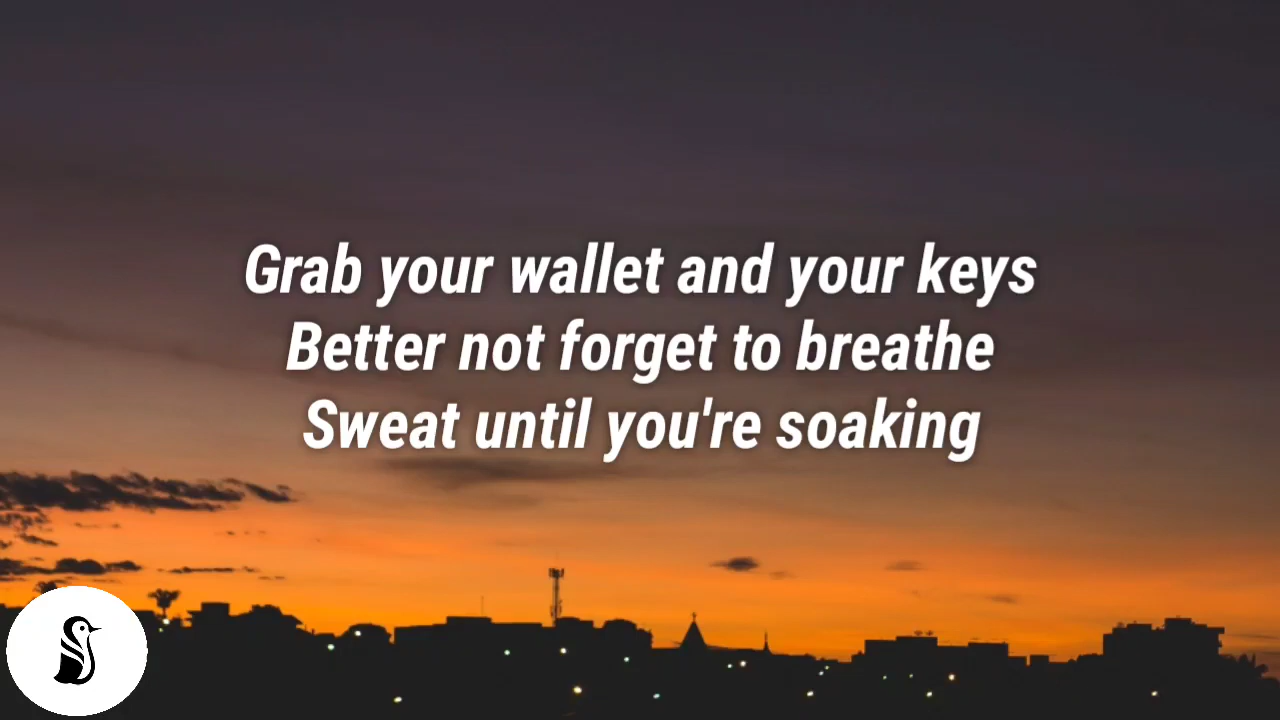 Grab your wallet and your keys
Better not forget to breathe
Sweat until you're soaking